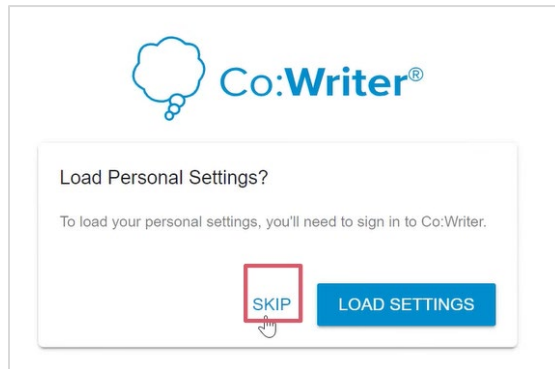 Co:Writer®
Load Personal Settings?
To load your personal settings, you'll need to sign in to Co:Writer.
SKIP LOAD SETTINGS